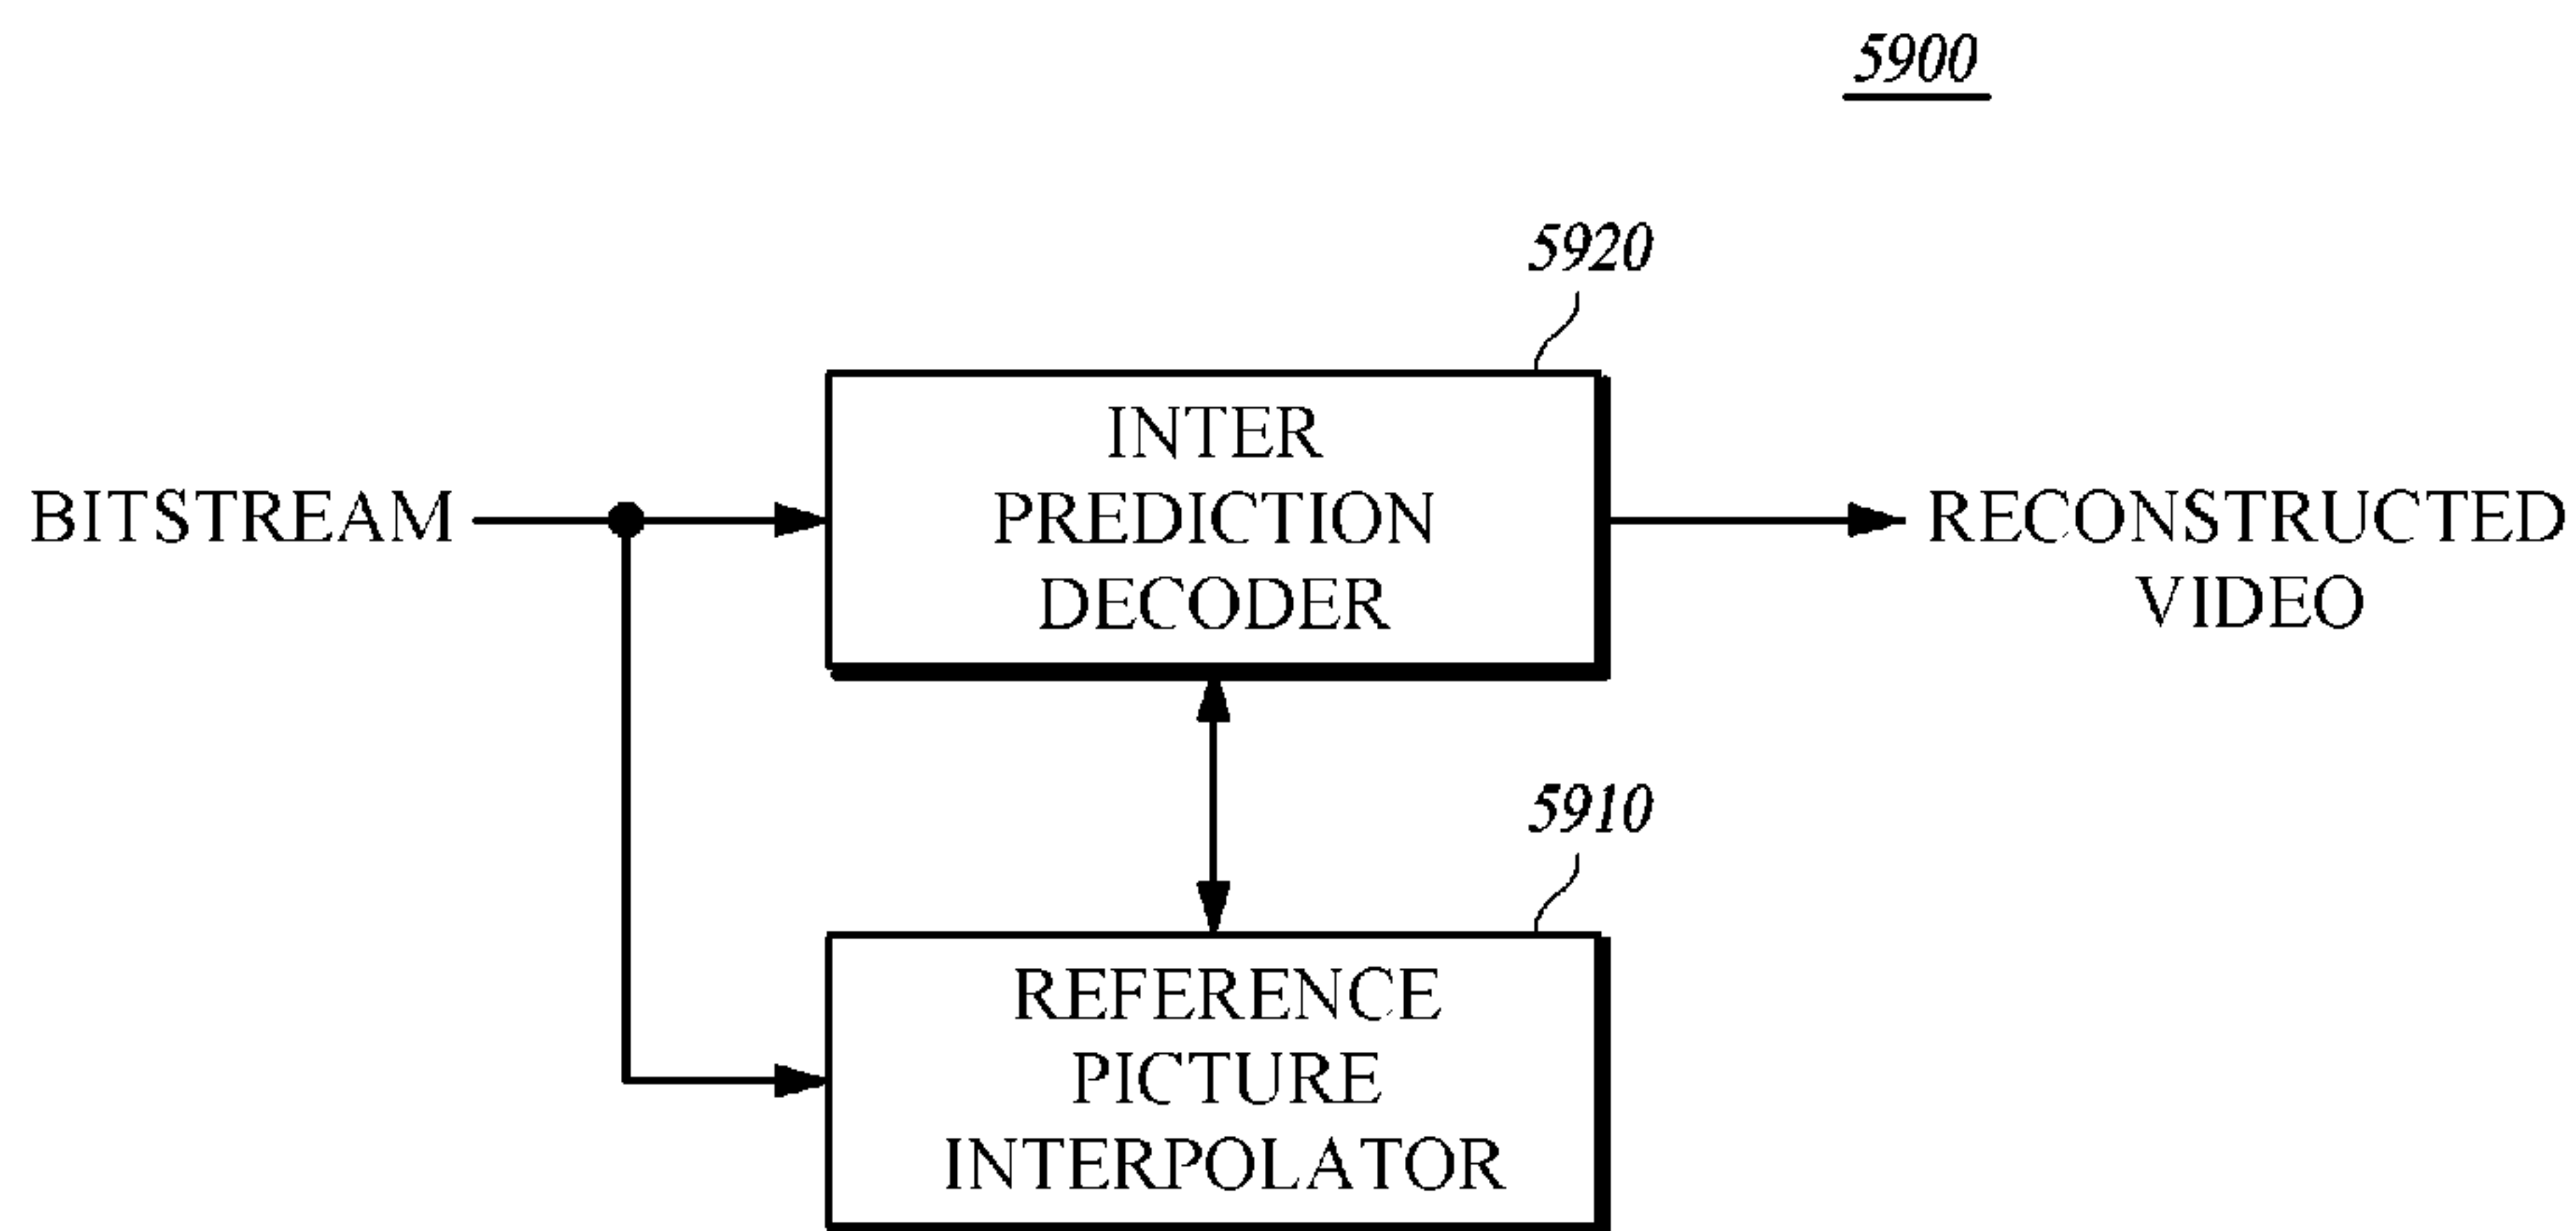 5900
5920
INTER
PREDICTION
DECODER
BITSTREAM
RECONSTRUCTED
VIDEO
5910
REFERENCE
PICTURE
INTERPOLATOR